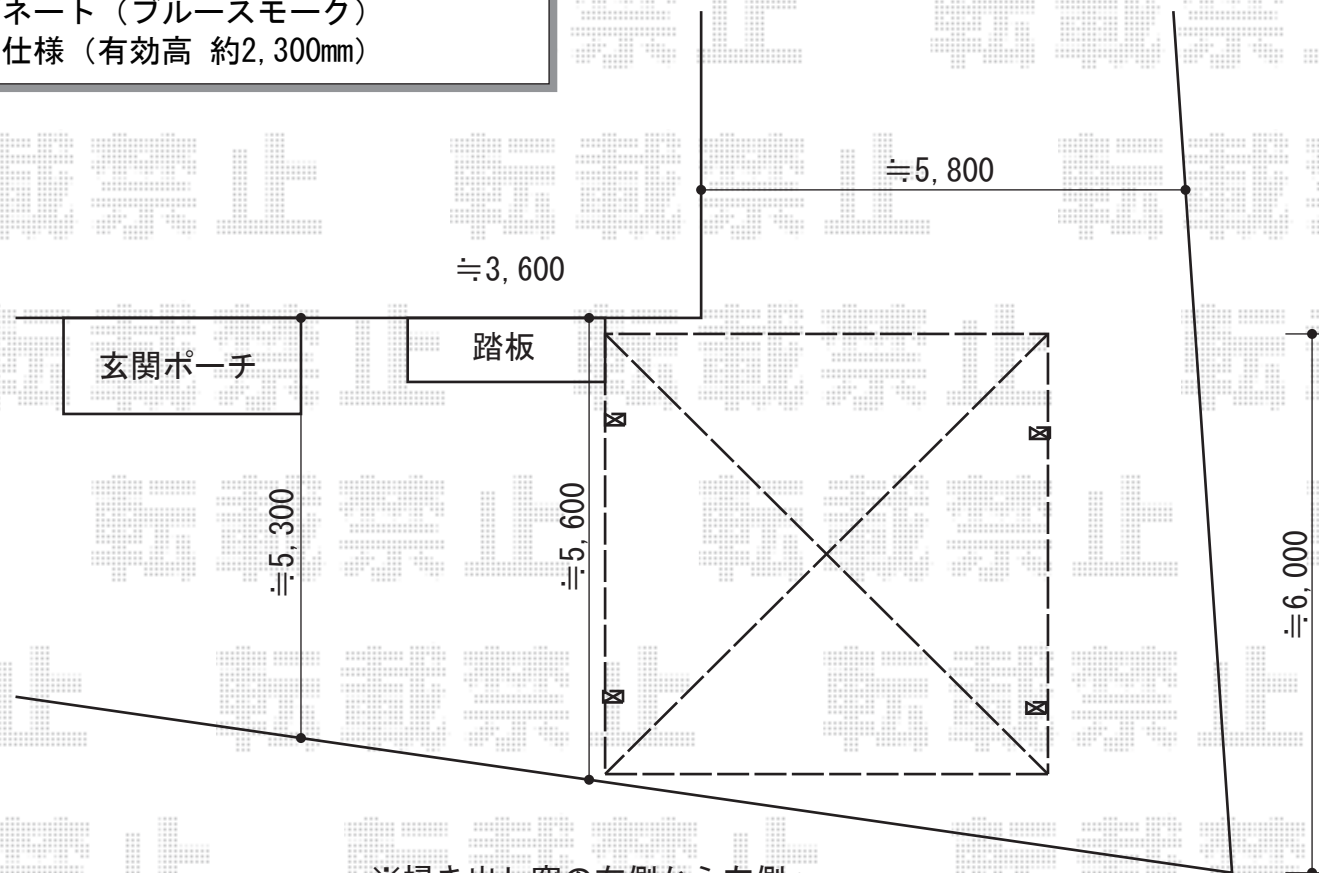 ネート（ブルースモーク）
仕様（有効高 約2,300mm）
≒5,800
≒3,600
玄関ポーチ
踏板
≒5,300
≒5,600
≒6,000
転載禁止